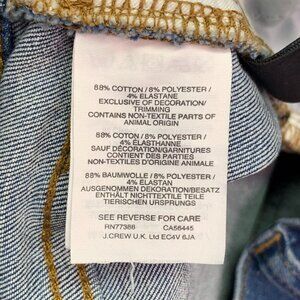 88% COTTON / 8% POLYESTER /
4% ELASTANE
EXCLUSIVE OF DECORATION/
TRIMMING
CONTAINS NON-TEXTILE PARTS OF
ANIMAL ORIGIN
88% COTON / 8% POLYESTER /
4% ELASTHANNE
SAUF DÉCORATION/GARNITURES
CONTIENT DES PARTIES
NON-TEXTILES D'ORIGINE ANIMALE
88% BAUMWOLLE / 8% POLYESTER /
4% ELASTAN
AUSGENOMMEN DEKORATION/BESATZ
ENTHÄLT NICHTTEXTILE TEILE
TIERISCHEN URSPRUNGS
SEE REVERSE FOR CARE
RN77388 CA56445
J.CREW U.K. Ltd EC4V 6JA